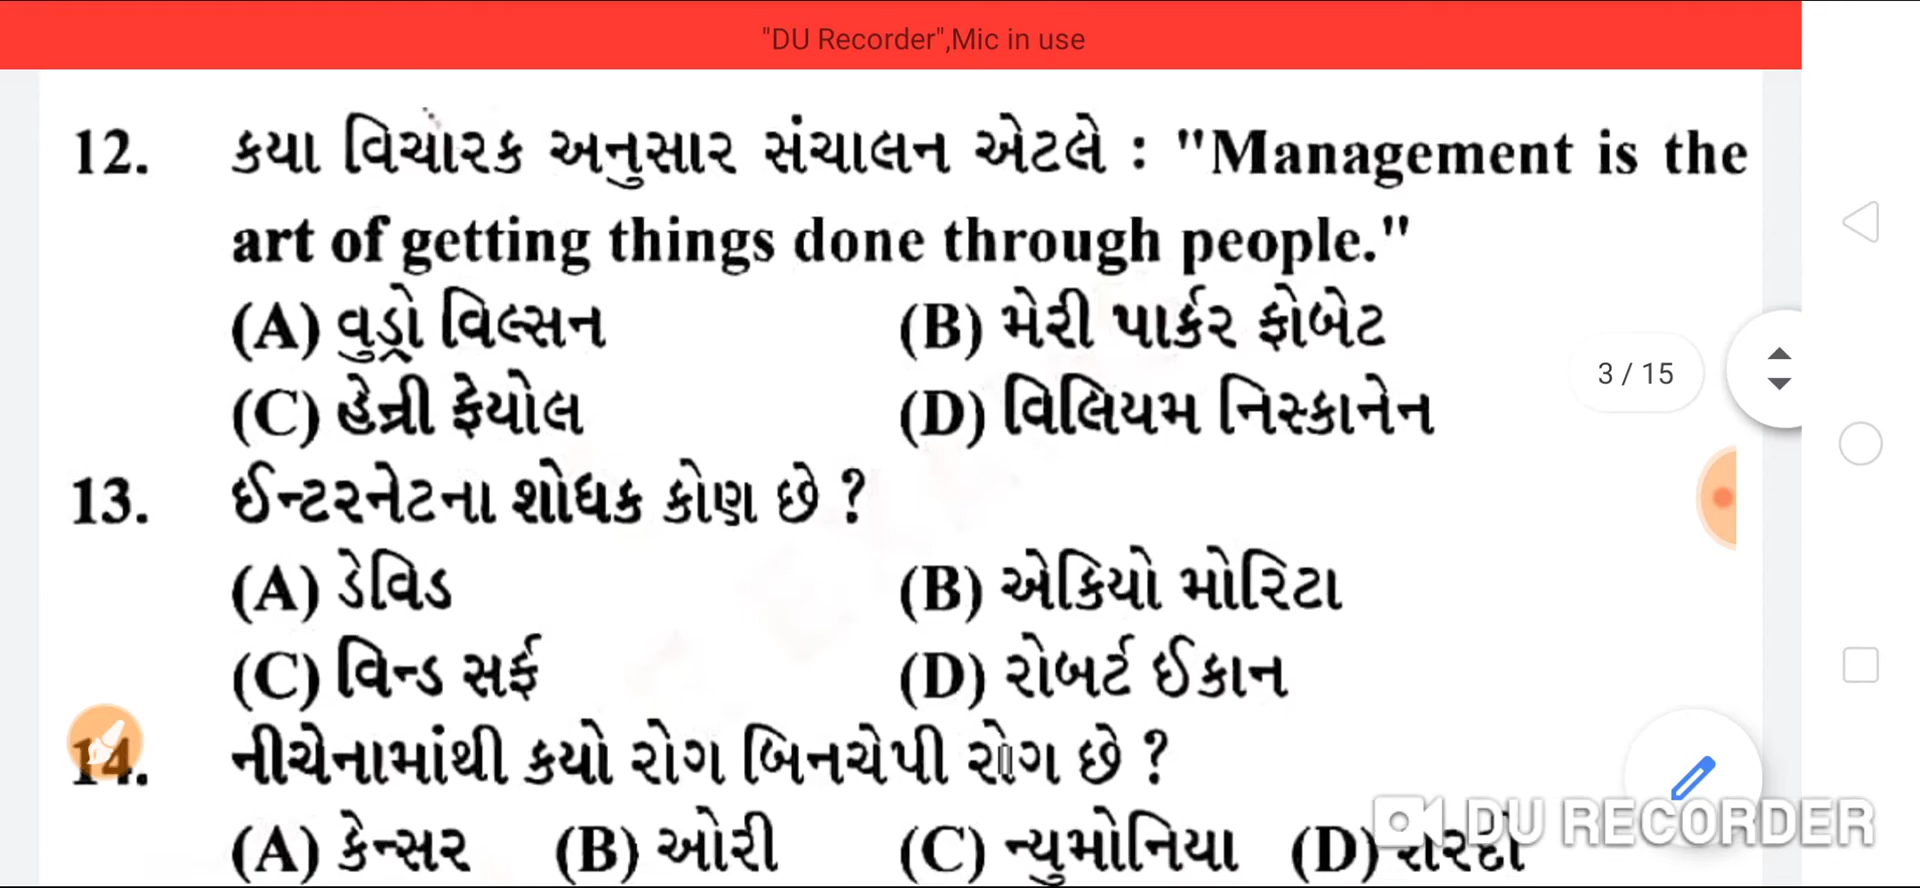 "DU Recorder",Mic in use
12. કયા વિચારક અનુસાર સંચાલન એટલે : "Management is the
art of getting things done through people."
(A) વુડ્રો વિલ્સન (B) મેરી પાર્કર ફોબેટ
(C) હેન્રી ફેયોલ (D) વિલિયમ નિસ્કાનેન
3 / 15
13. ઈન્ટરનેટના શોધક કોણ છે ?
(A) ડેવિડ (B) એકિયો મોરિટા
(C) વિન્ડ સર્ફ (D) રોબર્ટ ઈકાન
14. નીચેનામાંથી કયો રોગ બિનચેપી રોગ છે ?
(A) કેન્સર (B) ઓરી (C) ન્યુમોનિયા (D)
DU RECORDER